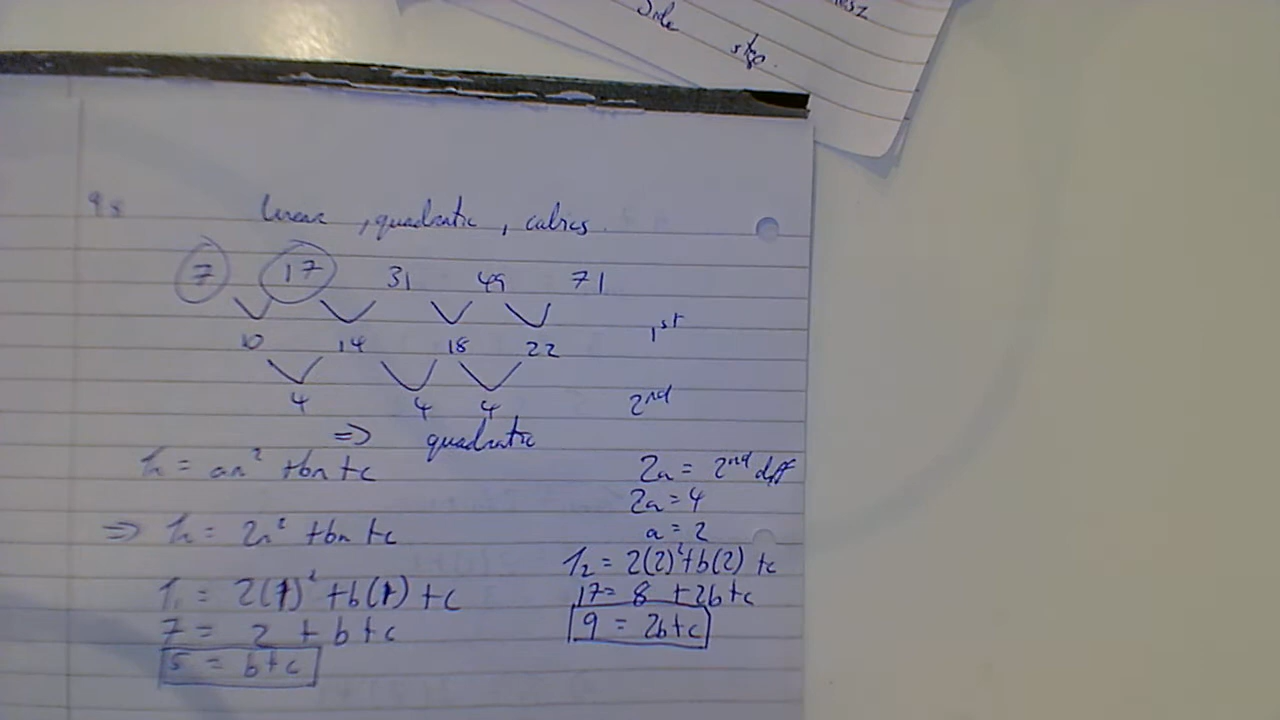 Side
linear, quadratic, cubics.
7 17 31 49 71
10 14 18 22 1st
4 4 4 2nd
⇒ quadratic
Tn = an² + bn + c
2a = 2nd diff
2a = 4
⇒ Tn = 2n² + bn + c
a = 2
T2 = 2(2)² + b(2) + c
T1 = 2(1)² + b(1) + c
17 = 8 + 2b + c
7 = 2 + b + c
9 = 2b + c
5 = b + c